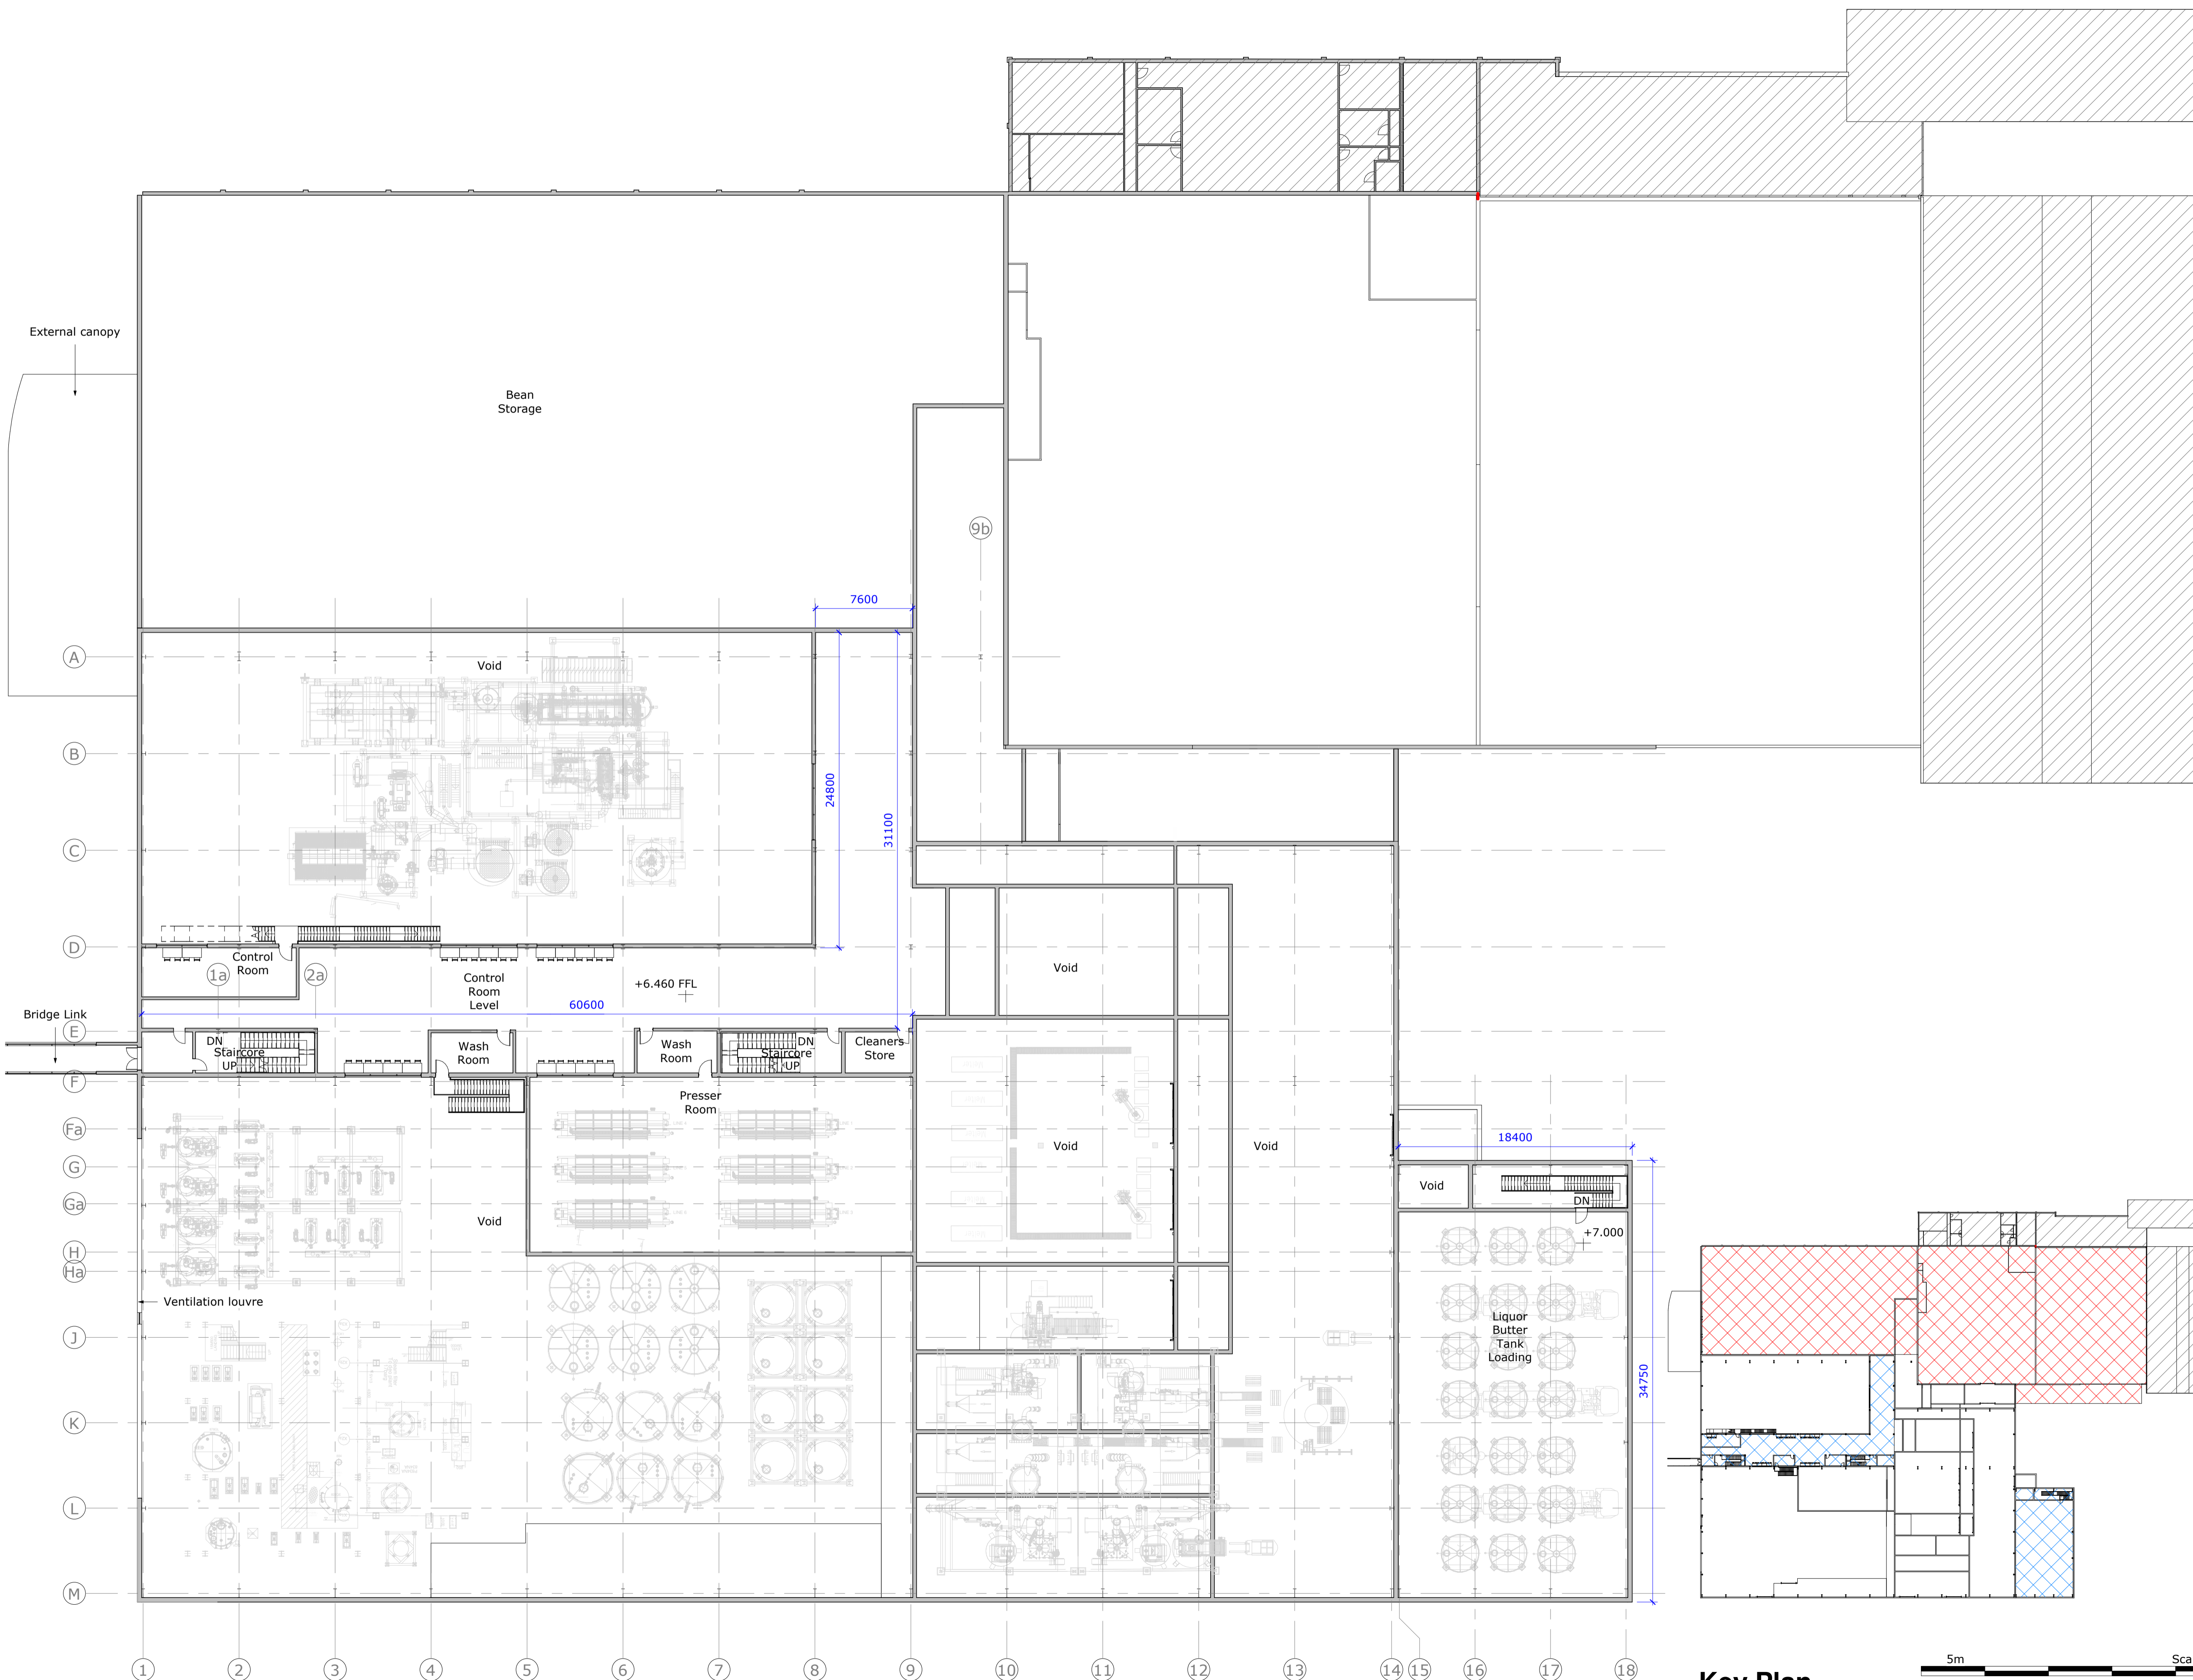 External canopy
Bean
Storage
9b
7600
A
Void
B
24800
31100
C
D
Control
Room
1a
2a
Control
Room
Level
+6.460 FFL
Void
60600
Bridge Link
E
DN
Staircore
UP
Wash
Room
Wash
Room
DN
Staircore
UP
Cleaners
Store
F
Presser
Room
Fa
Void
Void
18400
G
Void
Ga
DN
Void
+7.000
H
Ha
Ventilation louvre
Liquor
Butter
Tank
Loading
J
34750
K
L
M
1
2
3
4
5
6
7
8
9
10
11
12
13
14
15
16
17
18
5m
Sca
Key Plan